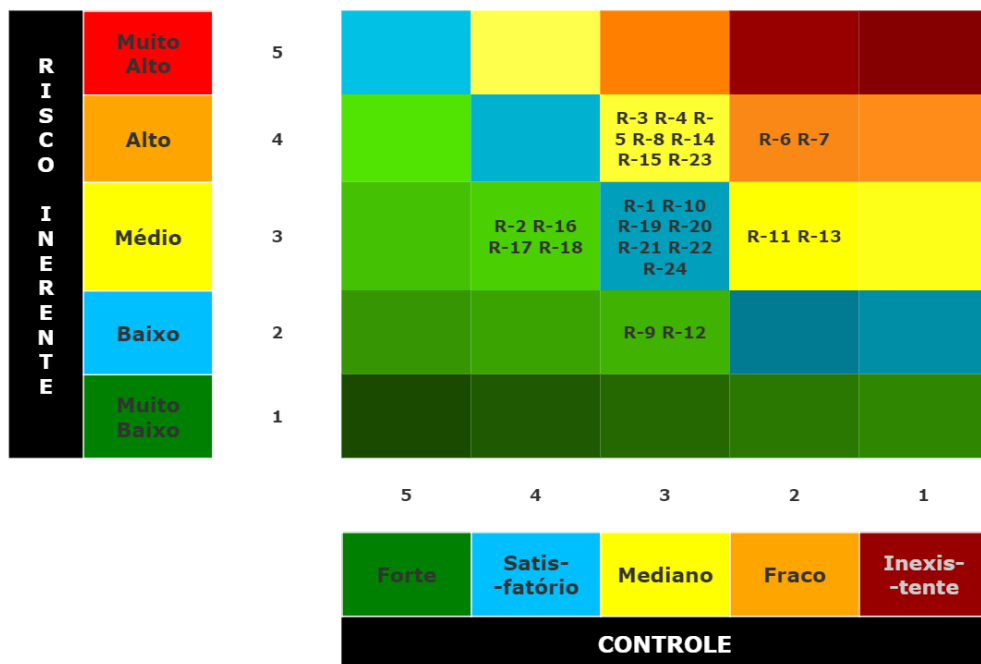 RISCO INERENTE
Muito
Alto
5
Alto
4
R-3 R-4 R-
5 R-8 R-14
R-15 R-23
R-6 R-7
Médio
3
R-2 R-16
R-17 R-18
R-1 R-10
R-19 R-20
R-21 R-22
R-24
R-11 R-13
Baixo
2
R-9 R-12
Muito
Baixo
1
5 4 3 2 1
Forte
Satis-
-fatório
Mediano
Fraco
Inexis-
-tente
CONTROLE